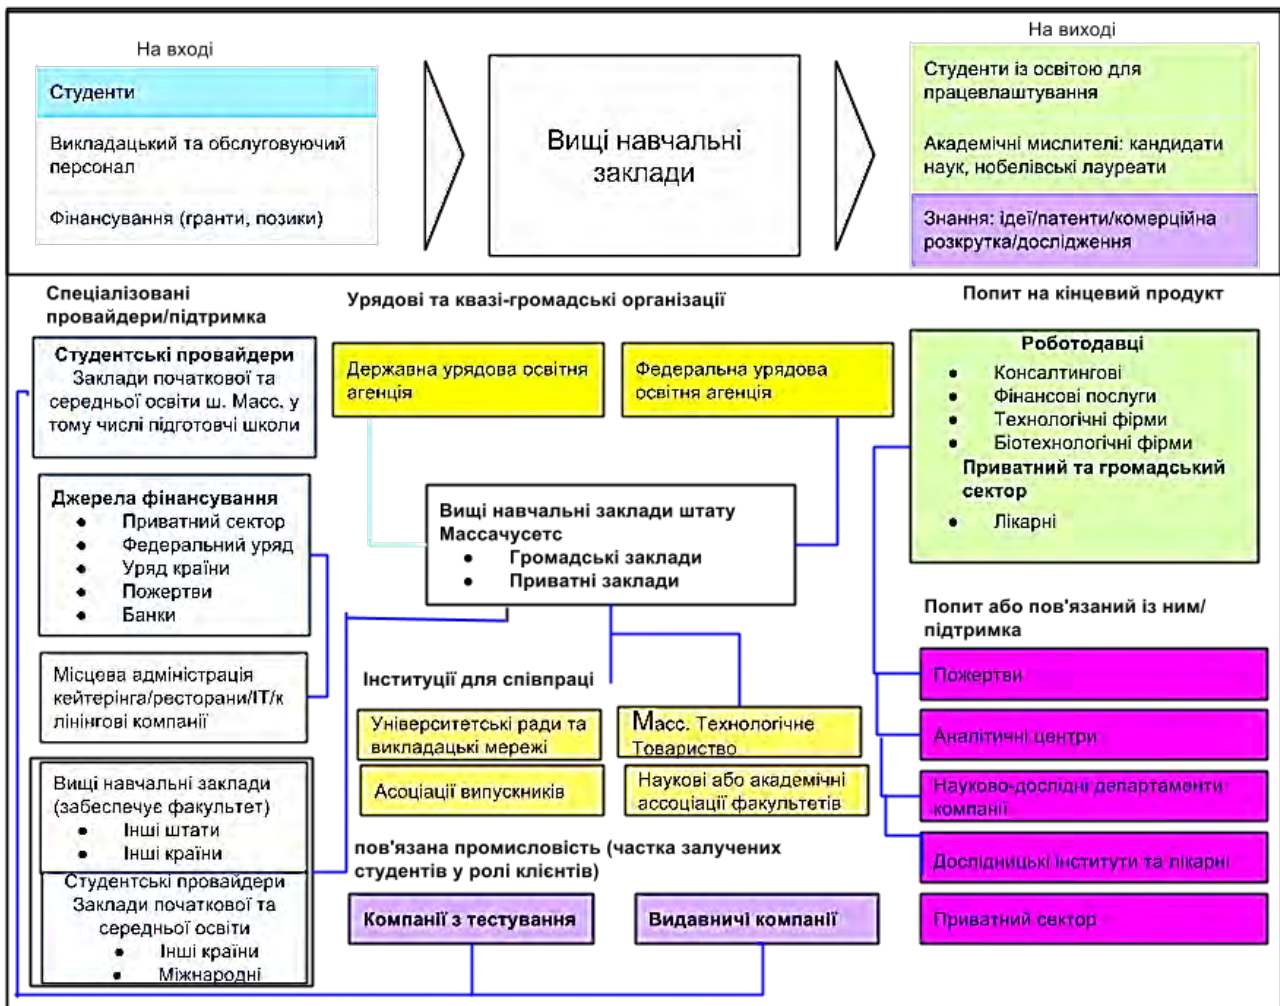 На вході
Студенти
Викладацький та обслуговуючий
персонал
Фінансування (гранти, позики)
Вищі навчальні
заклади
На виході
Студенти із освітою для
працевлаштування
Академічні мислителі: кандидати
наук, нобелівські лауреати
Знання: ідеї/патенти/комерційна
розкрутка/дослідження
Спеціалізовані
провайдери/підтримка
Студентські провайдери
Заклади початкової та
середньої освіти ш. Масс. у
тому числі підготовчі школи
Джерела фінансування
● Приватний сектор
● Федеральний уряд
● Уряд країни
● Пожертви
● Банки
Місцева адміністрація
кейтерінга/ресторани/ІТ/к
лінінгові компанії
Вищі навчальні заклади
(забеспечує факультет)
● Інші штати
● Інші країни
Студентські провайдери
Заклади початкової та
середньої освіти
● Інші країни
● Міжнародні
Урядові та квазі-громадські організації
Державна урядова освітня
агенція
Федеральна урядова
освітня агенція
Вищі навчальні заклади штату
Массачусетс
● Громадські заклади
● Приватні заклади
Інституції для співпраці
Університетські ради та
викладацькі мережі
Масс. Технологічне
Товариство
Асоціації випускників
Наукові або академічні
ассоціації факультетів
пов'язана промисловість (частка залучених
студентів у ролі клієнтів)
Компанії з тестування
Видавничі компанії
Попит на кінцевий продукт
Роботодавці
● Консалтингові
● Фінансові послуги
● Технологічні фірми
● Біотехнологічні фірми
Приватний та громадський
сектор
● Лікарні
Попит або пов'язаний із ним/
підтримка
Пожертви
Аналітичні центри
Науково-дослідні департаменти
компанії
Дослідницькі інститути та лікарні
Приватний сектор